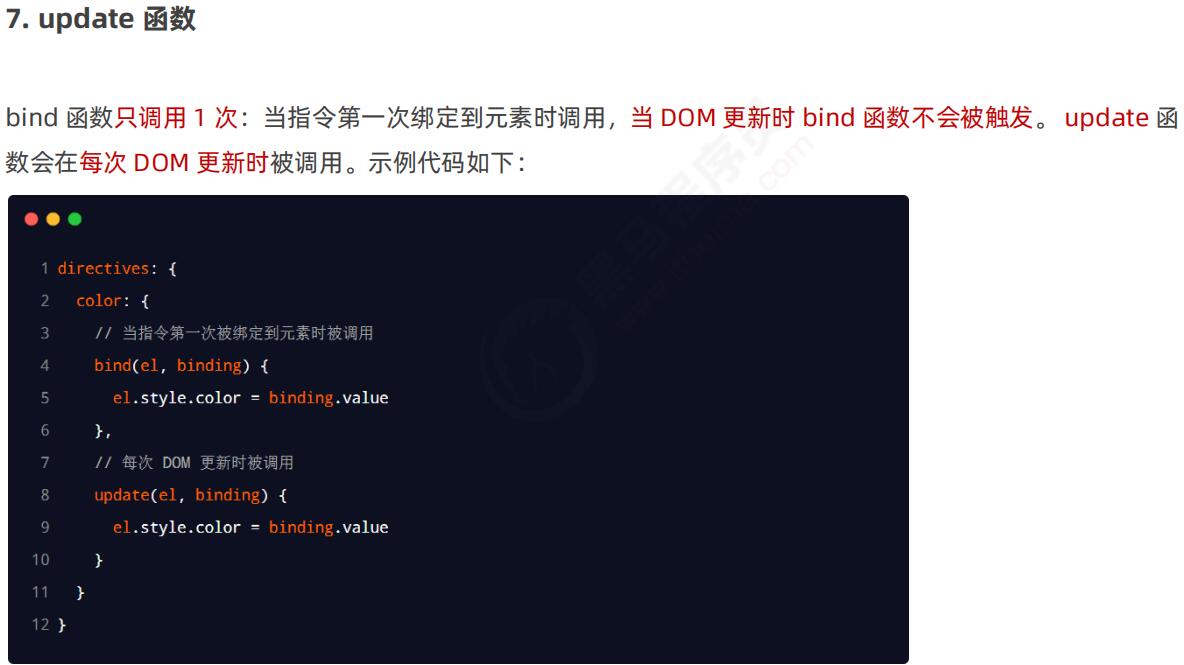 7. update 函数
bind 函数只调用 1 次：当指令第一次绑定到元素时调用，当 DOM 更新时 bind 函数不会被触发。 update 函
数会在每次 DOM 更新时被调用。示例代码如下：
1 directives: {
2   color: {
3     // 当指令第一次被绑定到元素时被调用
4     bind(el, binding) {
5       el.style.color = binding.value
6     },
7     // 每次 DOM 更新时被调用
8     update(el, binding) {
9       el.style.color = binding.value
10     }
11   }
12 }